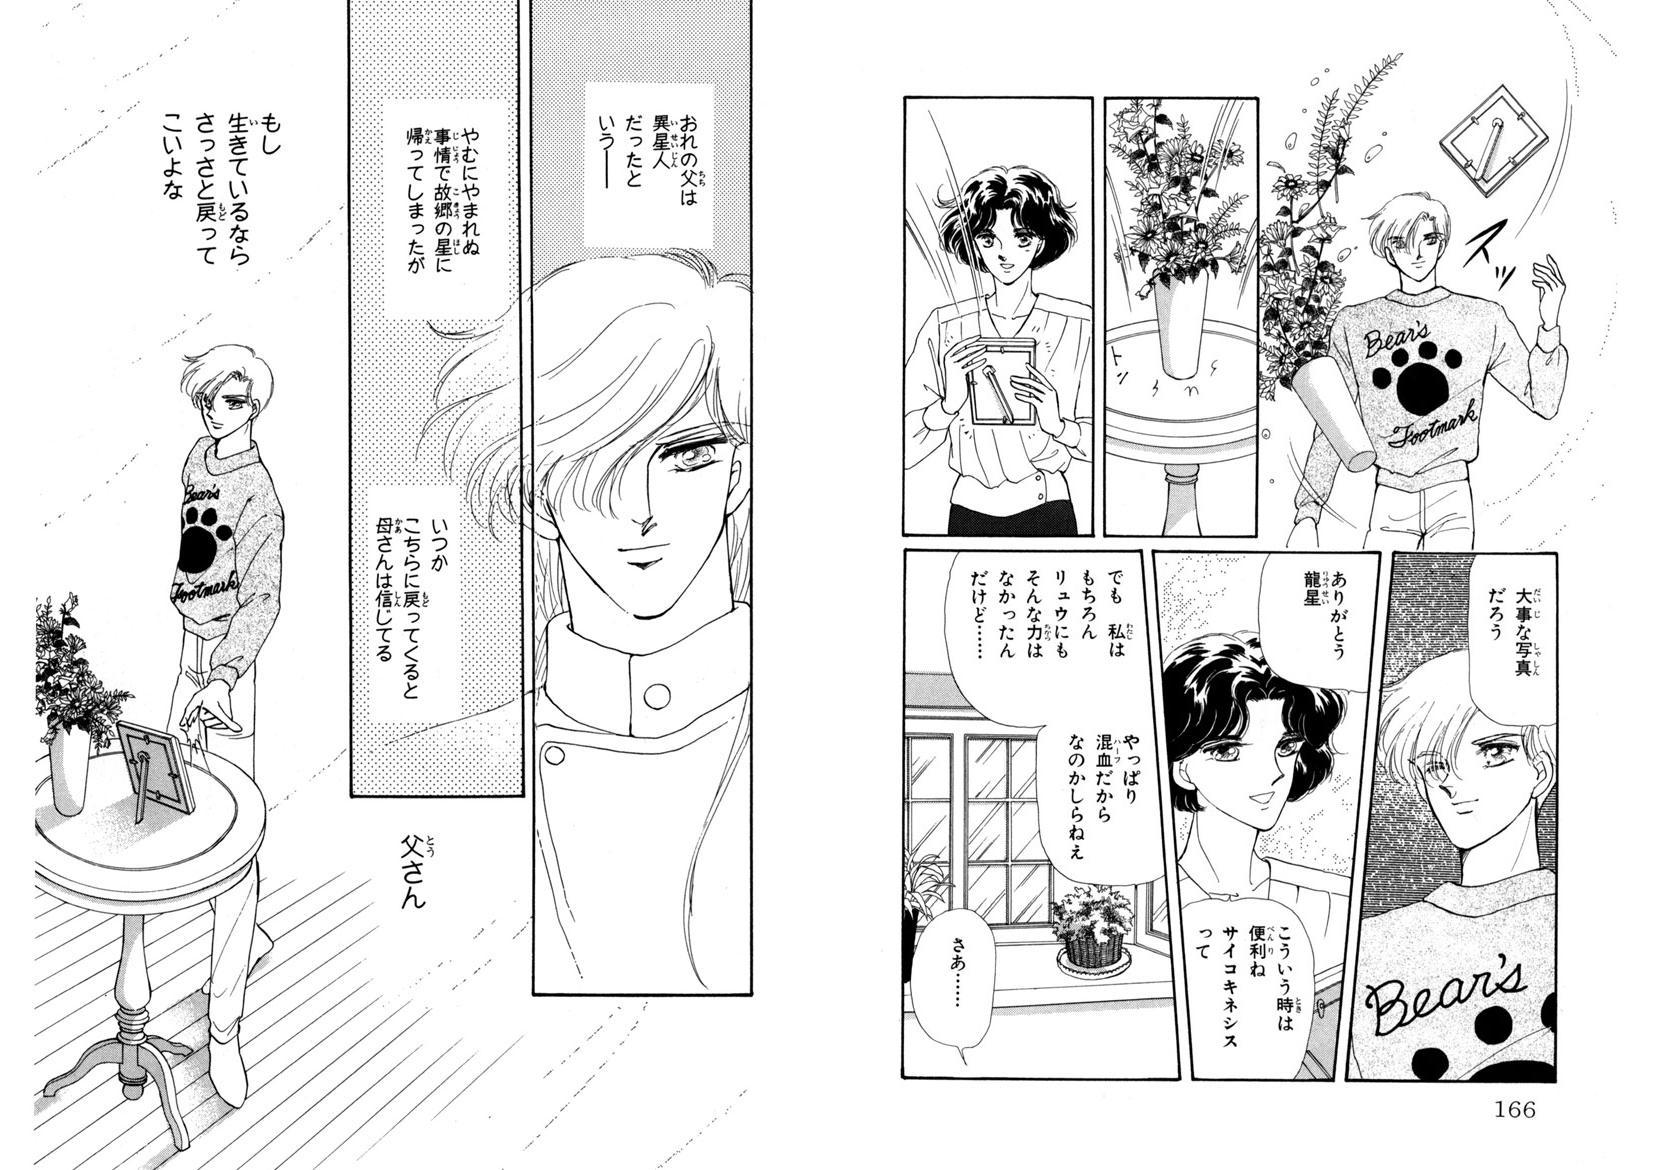 Bear's
Footmark
スッ
トッ
大事な写真
だろう
ありがとう
龍星
こういう時は
便利ね
サイコキネシス
って
でも 私は
もちろん
リュウにも
そんな力は
なかったん
だけど……
やっぱり
混血だから
なのかしらねえ
さあ……
Bear's
166
おれの父は
異星人
だったと
いう──
やむにやまれぬ
事情で故郷の星に
帰ってしまったが
いつか
こちらに戻ってくると
母さんは信じてる
父さん
もし
生きているなら
さっさと戻って
こいよな
Bear's
Footmark